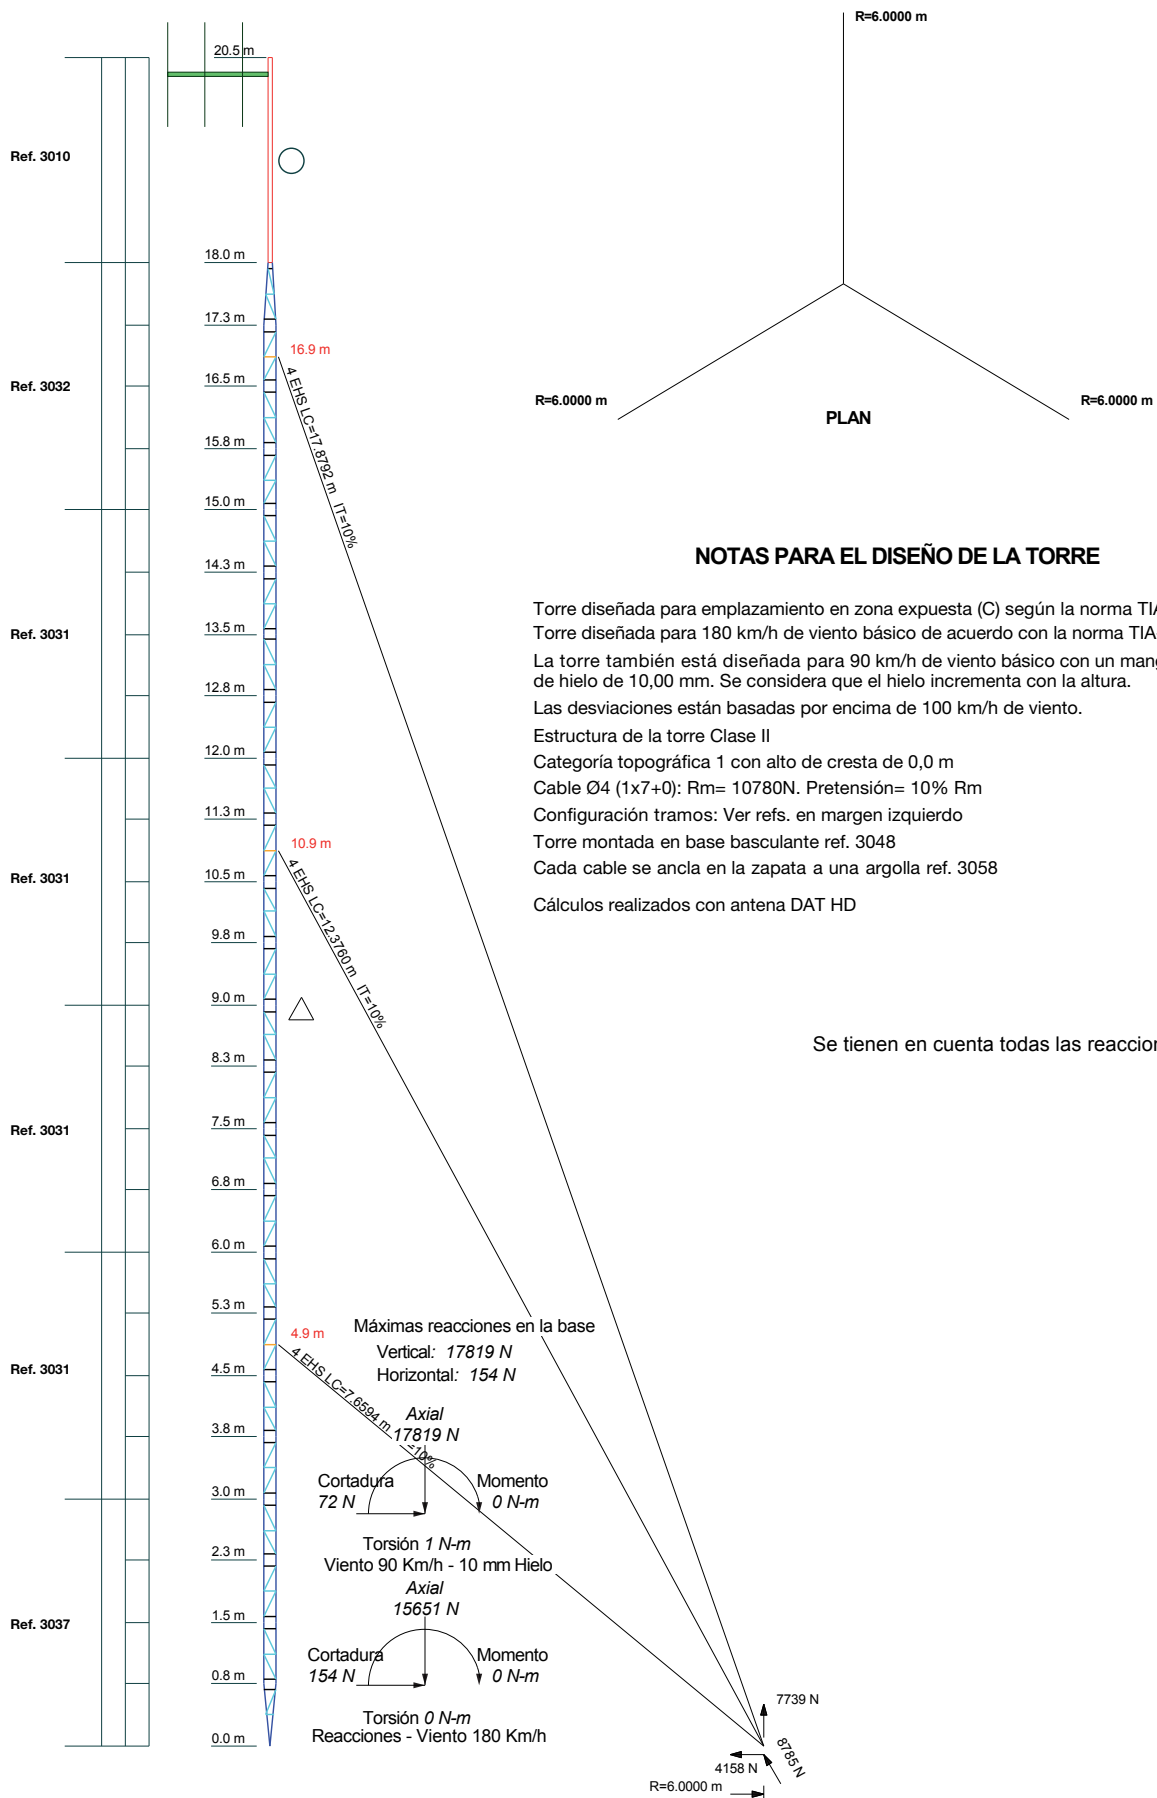 R=6.0000 m
20.5 m
Ref. 3010
18.0 m
17.3 m
16.9 m
Ref. 3032
16.5 m
4 EHS LC=17.8792 m IT=10%
R=6.0000 m
R=6.0000 m
PLAN
15.8 m
15.0 m
14.3 m
NOTAS PARA EL DISEÑO DE LA TORRE
Torre diseñada para emplazamiento en zona expuesta (C) según la norma TIA
Torre diseñada para 180 km/h de viento básico de acuerdo con la norma TIA
La torre también está diseñada para 90 km/h de viento básico con un mang
de hielo de 10,00 mm. Se considera que el hielo incrementa con la altura.
Las desviaciones están basadas por encima de 100 km/h de viento.
Estructura de la torre Clase II
Categoría topográfica 1 con alto de cresta de 0,0 m
Cable Ø4 (1x7+0): Rm= 10780N. Pretensión= 10% Rm
Configuración tramos: Ver refs. en margen izquierdo
Torre montada en base basculante ref. 3048
Cada cable se ancla en la zapata a una argolla ref. 3058
Cálculos realizados con antena DAT HD
Ref. 3031
13.5 m
12.8 m
12.0 m
11.3 m
10.9 m
Ref. 3031
10.5 m
4 EHS LC=12.3760 m IT=10%
9.8 m
9.0 m
Se tienen en cuenta todas las reaccion
8.3 m
Ref. 3031
7.5 m
6.8 m
6.0 m
5.3 m
4.9 m
Ref. 3031
4.5 m
4 EHS LC=7.6594 m =10%
Máximas reacciones en la base
Vertical: 17819 N
Horizontal: 154 N
3.8 m
Axial
17819 N
Cortadura
72 N
Momento
0 N-m
3.0 m
Torsión 1 N-m
Viento 90 Km/h - 10 mm Hielo
2.3 m
Axial
15651 N
Ref. 3037
1.5 m
Cortadura
154 N
Momento
0 N-m
0.8 m
Torsión 0 N-m
Reacciones - Viento 180 Km/h
0.0 m
7739 N
8785 N
4158 N
R=6.0000 m